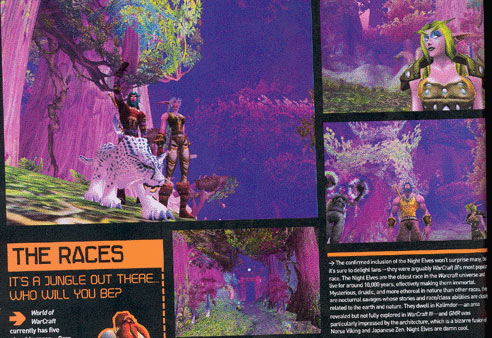 THE RACES
IT'S A JUNGLE OUT THERE...
WHO WILL YOU BE?
World of
WarCraft
currently has five
The confirmed inclusion of the Night Elves won't surprise many,
it's sure to delight fans—they were arguably WarCraft III's most popul
race. The Night Elves are the oldest race in the Warcraft universe and
live for around 10,000 years, effectively making them immortal.
Mysterious, druidic, and more ethereal in nature than other races,
are nocturnal savages whose stories and race/class abilities are
related to the earth and nature. They dwell in Kalimdor—an area
revealed but not fully explored in WarCraft III—and GMR was
particularly impressed by the architecture, which is a bizarre fusion
Norse Viking and Japanese Zen. Night Elves are damn cool.